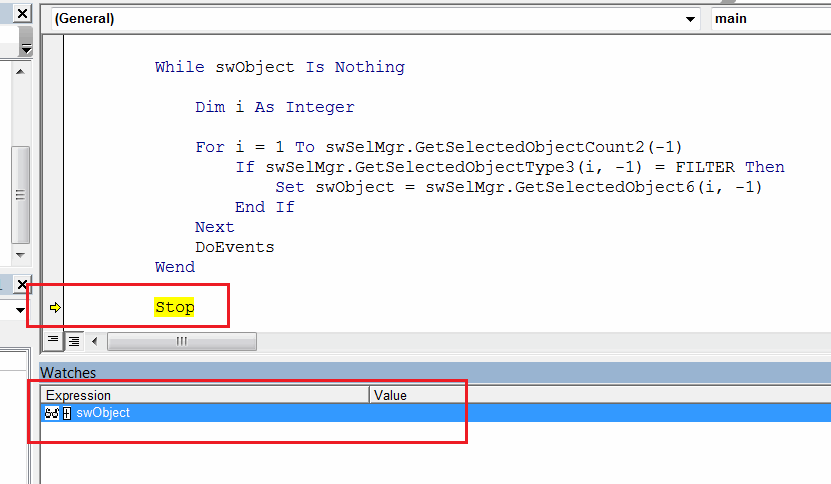 (General)
main
While swObject Is Nothing
Dim i As Integer
For i = 1 To swSelMgr.GetSelectedObjectCount2(-1)
If swSelMgr.GetSelectedObjectType3(i, -1) = FILTER Then
Set swObject = swSelMgr.GetSelectedObject6(i, -1)
End If
Next
DoEvents
Wend
Stop
Watches
Expression Value
swObject